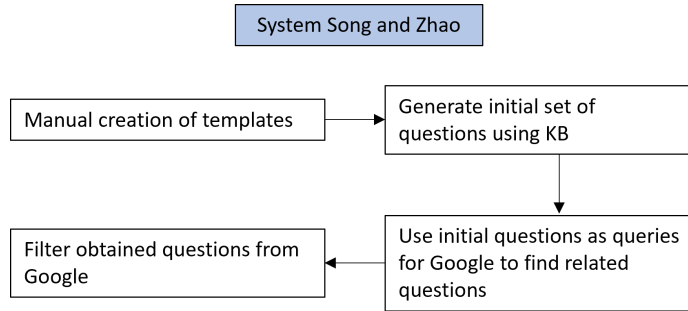 System Song and Zhao
Manual creation of templates
Generate initial set of
questions using KB
Use initial questions as queries
for Google to find related
questions
Filter obtained questions from
Google